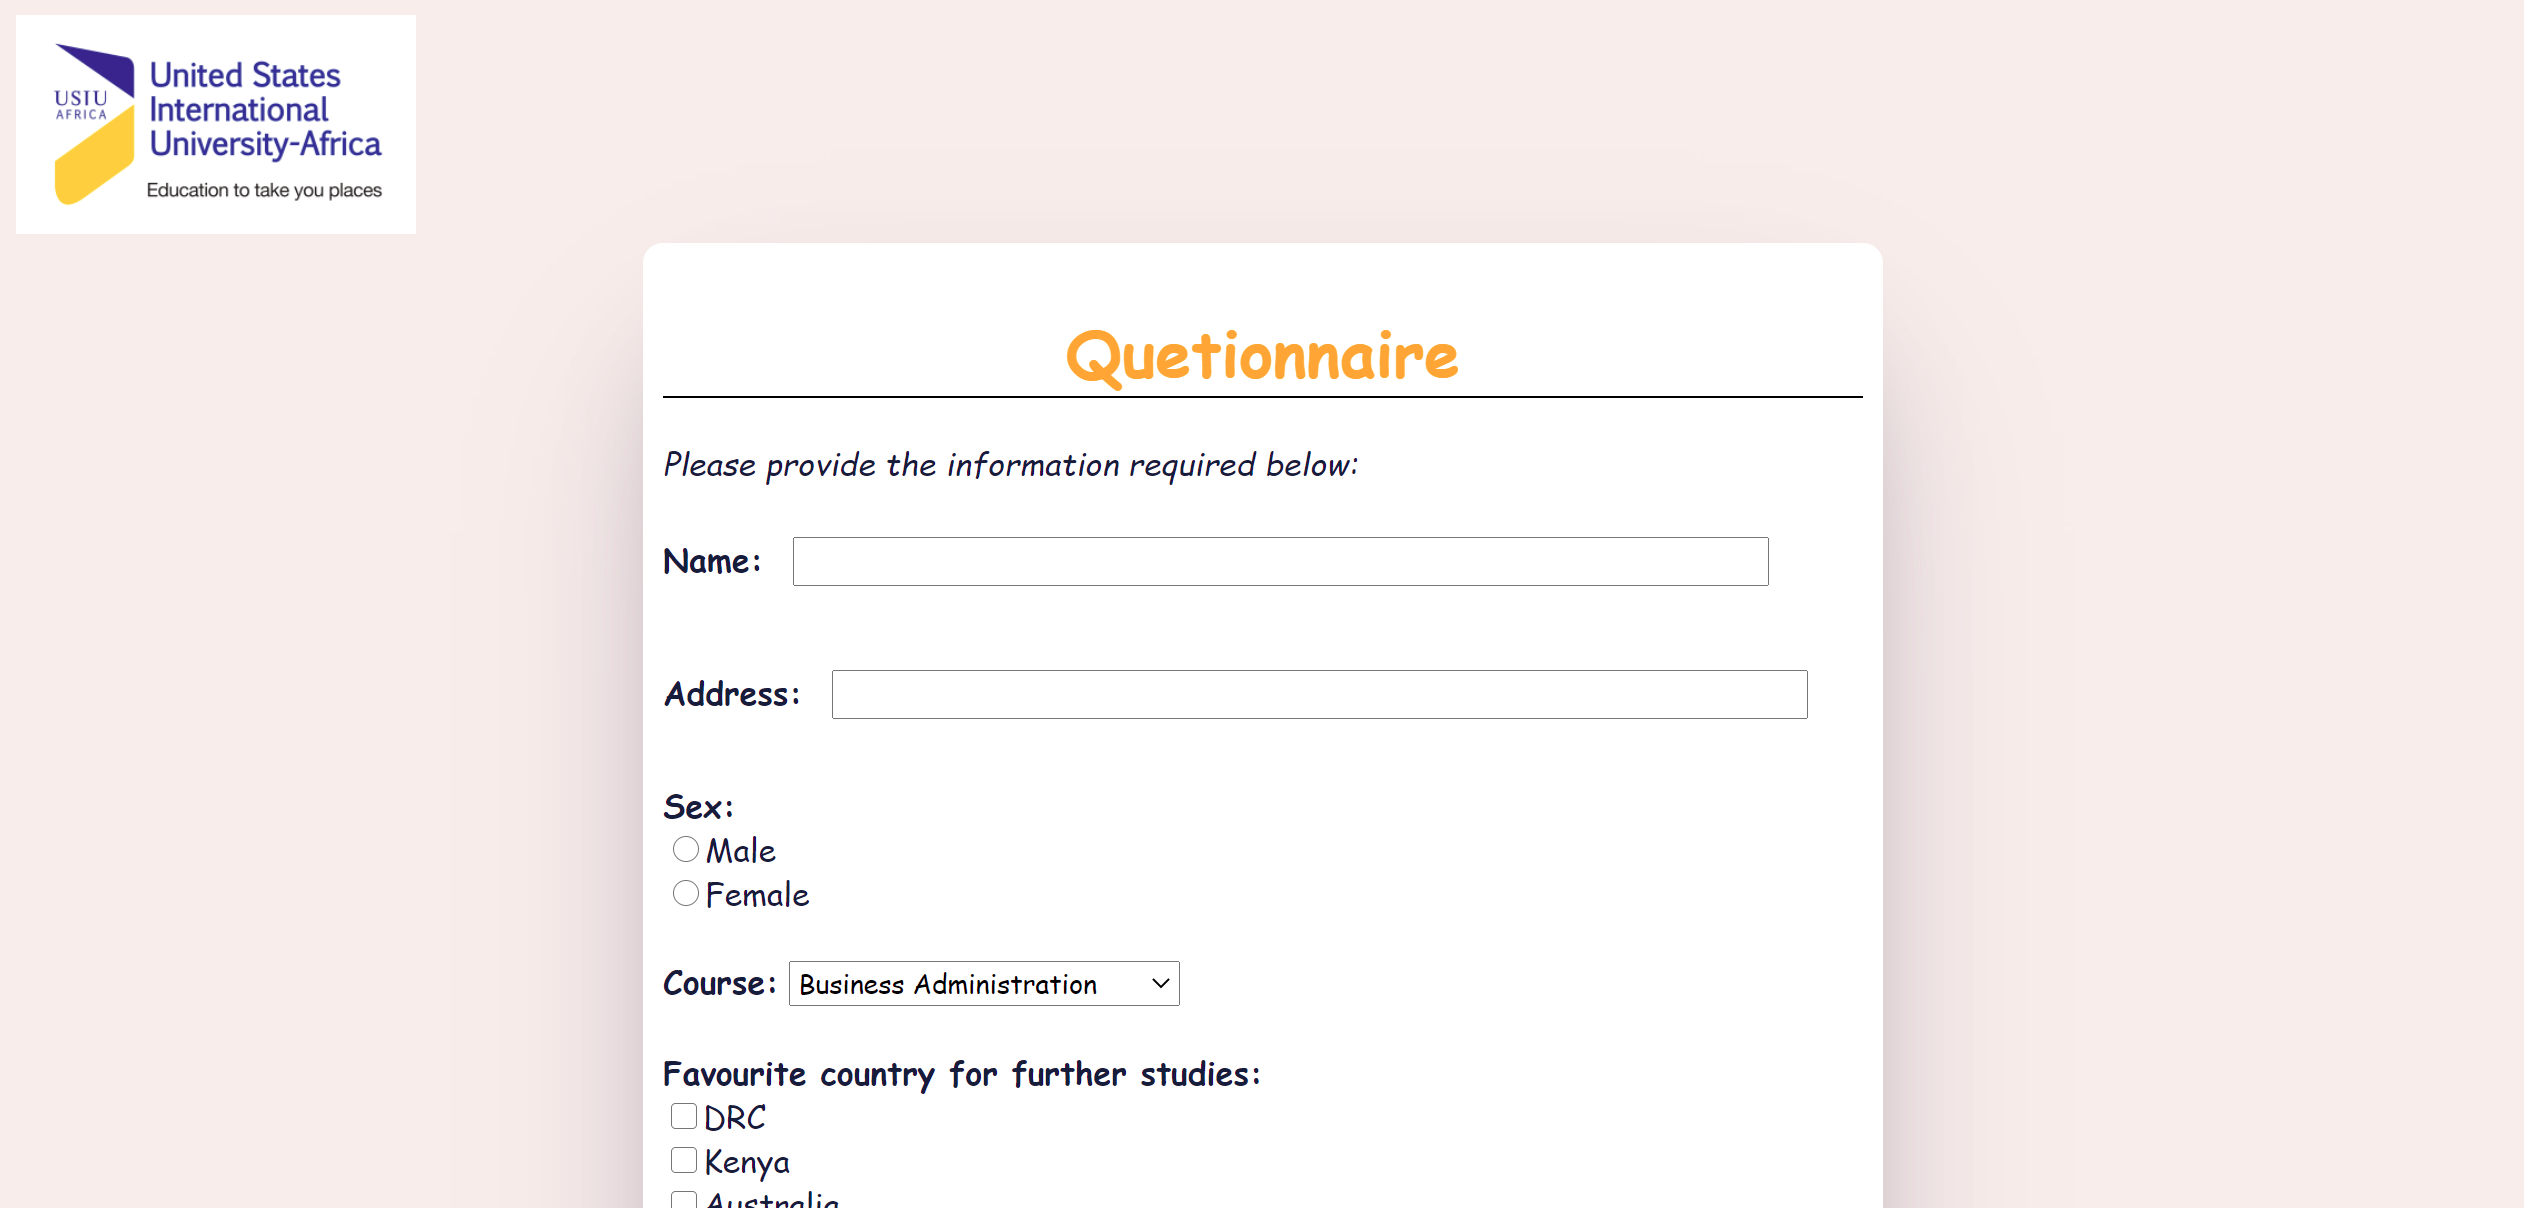 USIU
AFRICA
United States
International
University-Africa
Education to take you places
Quetionnaire
Please provide the information required below:
Name:
Address:
Sex:
Male
Female
Course: Business Administration
Favourite country for further studies:
DRC
Kenya
Australia